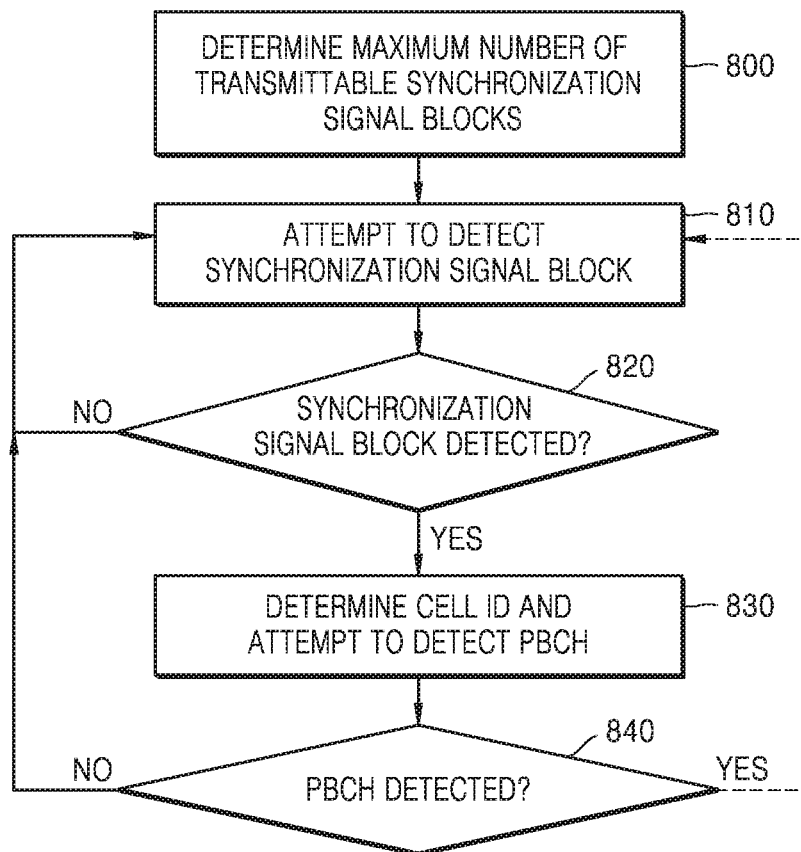 DETERMINE MAXIMUM NUMBER OF
TRANSMITTABLE SYNCHRONIZATION
SIGNAL BLOCKS
800
810
ATTEMPT TO DETECT
SYNCHRONIZATION SIGNAL BLOCK
820
NO
SYNCHRONIZATION
SIGNAL BLOCK DETECTED?
YES
DETERMINE CELL ID AND
ATTEMPT TO DETECT PBCH
830
840
NO
PBCH DETECTED?
YES